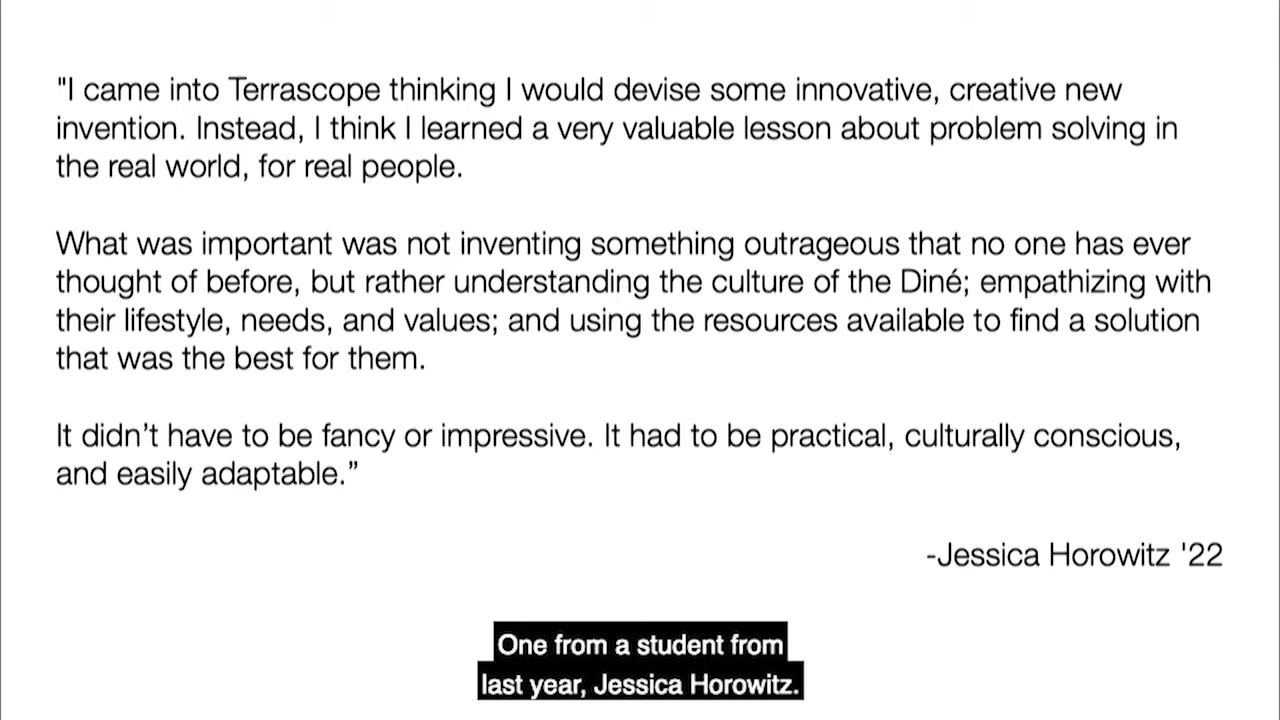 "I came into Terrascope thinking I would devise some innovative, creative new
invention. Instead, I think I learned a very valuable lesson about problem solving in
the real world, for real people.
What was important was not inventing something outrageous that no one has ever
thought of before, but rather understanding the culture of the Diné; empathizing with
their lifestyle, needs, and values; and using the resources available to find a solution
that was the best for them.
It didn’t have to be fancy or impressive. It had to be practical, culturally conscious,
and easily adaptable.”
-Jessica Horowitz '22
One from a student from
last year, Jessica Horowitz.